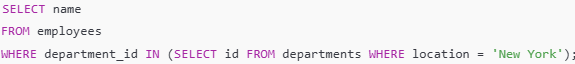 SELECT name
FROM employees
WHERE department_id IN (SELECT id FROM departments WHERE location = 'New York');